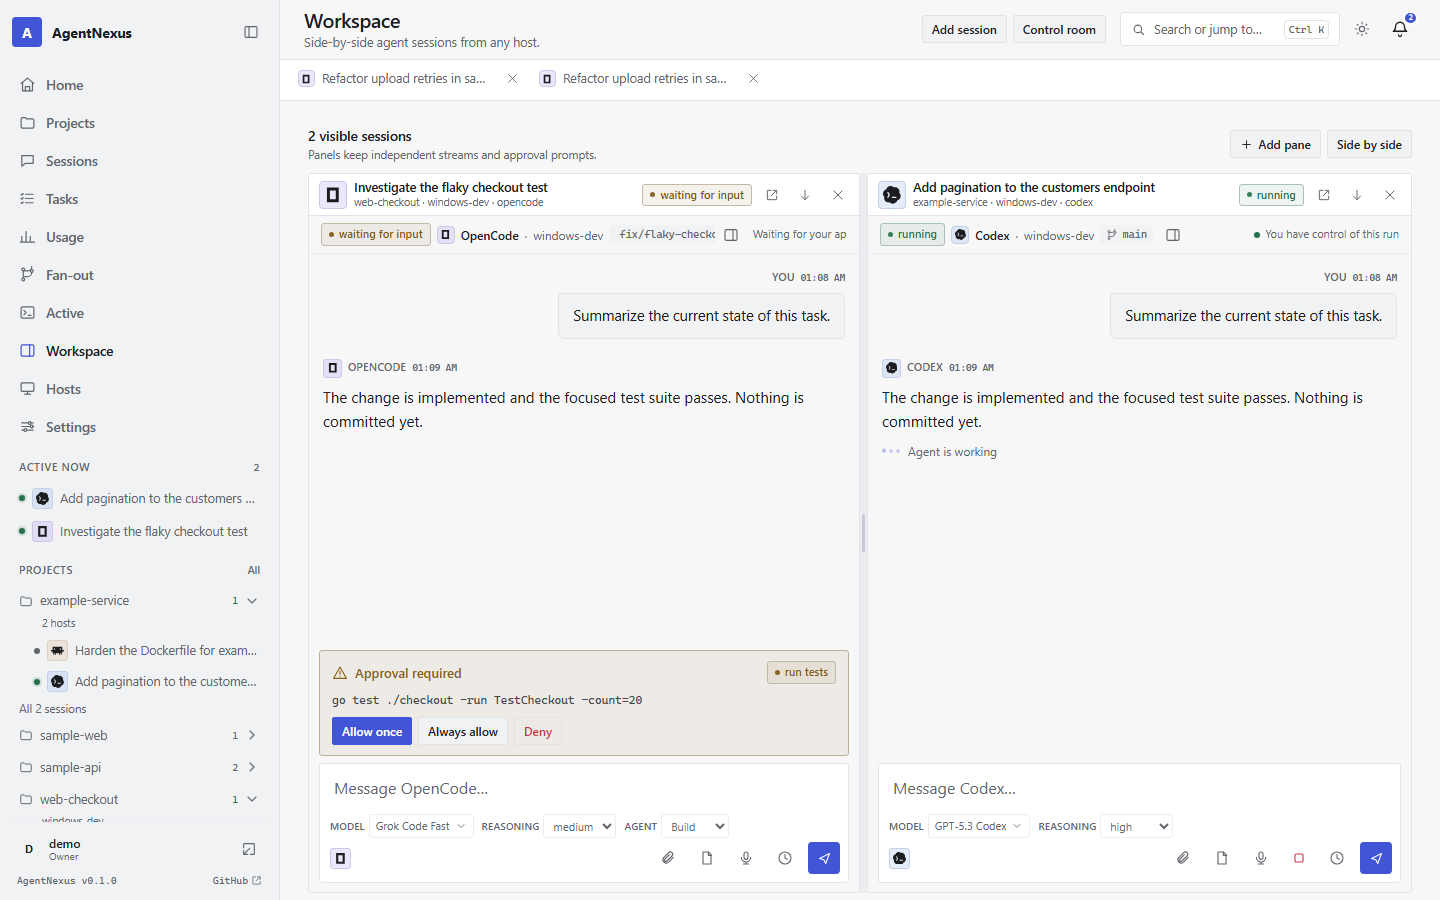 A AgentNexus
Home
Projects
Sessions
Tasks
Usage
Fan-out
Active
Workspace
Hosts
Settings
ACTIVE NOW 2
Add pagination to the customers ...
Investigate the flaky checkout test
PROJECTS All
example-service 1
2 hosts
Harden the Dockerfile for exam...
Add pagination to the custome...
All 2 sessions
sample-web 1
sample-api 2
web-checkout 1
windows-dev
D demo
Owner
AgentNexus v0.1.0 GitHub
Workspace
Side-by-side agent sessions from any host.
Add session Control room Search or jump to... Ctrl K 2
Refactor upload retries in sa... Refactor upload retries in sa...
2 visible sessions
Panels keep independent streams and approval prompts.
Add pane Side by side
Investigate the flaky checkout test
web-checkout · windows-dev · opencode
waiting for input
waiting for input OpenCode · windows-dev fix/flaky-checkc Waiting for your ap
YOU 01:08 AM
Summarize the current state of this task.
OPENCODE 01:09 AM
The change is implemented and the focused test suite passes. Nothing is
committed yet.
Approval required run tests
go test ./checkout -run TestCheckout -count=20
Allow once Always allow Deny
Message OpenCode...
MODEL Grok Code Fast REASONING medium AGENT Build
Add pagination to the customers endpoint
example-service · windows-dev · codex
running
running Codex · windows-dev main You have control of this run
YOU 01:08 AM
Summarize the current state of this task.
CODEX 01:09 AM
The change is implemented and the focused test suite passes. Nothing is
committed yet.
Agent is working
Message Codex...
MODEL GPT-5.3 Codex REASONING high